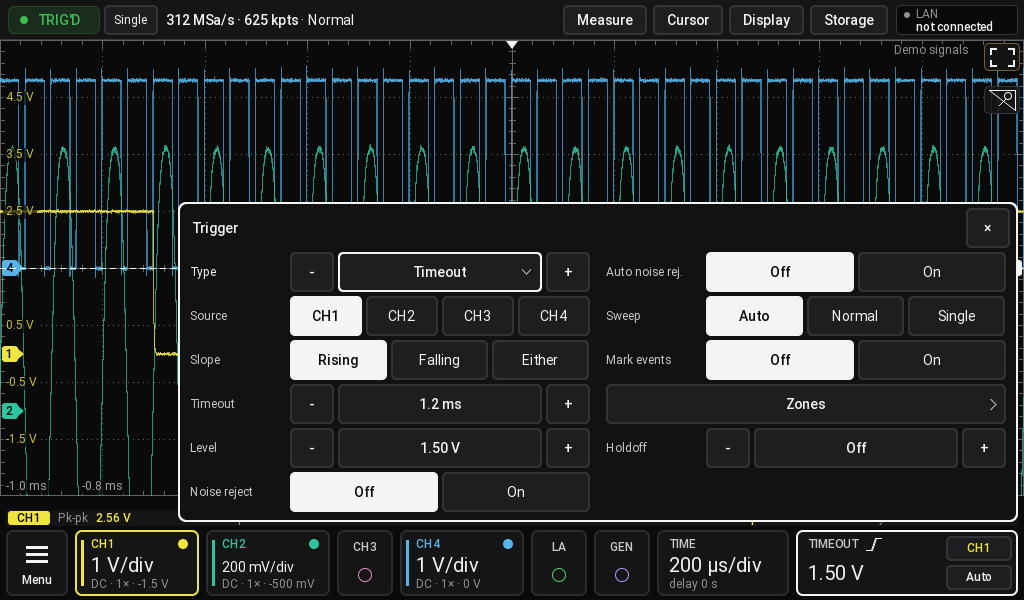 TRIG'D Single 312 MSa/s · 625 kpts · Normal Measure Cursor Display Storage LAN
not connected
Demo signals
4.5 V
3.5 V
2.5 V
4
0.5 V
1
-0.5 V
2
-1.5 V
-1.0 ms -0.8 ms
Trigger ×
Type - Timeout + Auto noise rej. Off On
Source CH1 CH2 CH3 CH4 Sweep Auto Normal Single
Slope Rising Falling Either Mark events Off On
Timeout - 1.2 ms + Zones
Level - 1.50 V + Holdoff - Off +
Noise reject Off On
CH1 Pk-pk 2.56 V
Menu
CH1
1 V/div
DC · 1× · -1.5 V
CH2
200 mV/div
DC · 1× · -500 mV
CH3
CH4
1 V/div
DC · 1× · 0 V
LA
GEN
TIME
200 µs/div
delay 0 s
TIMEOUT
1.50 V
CH1
Auto